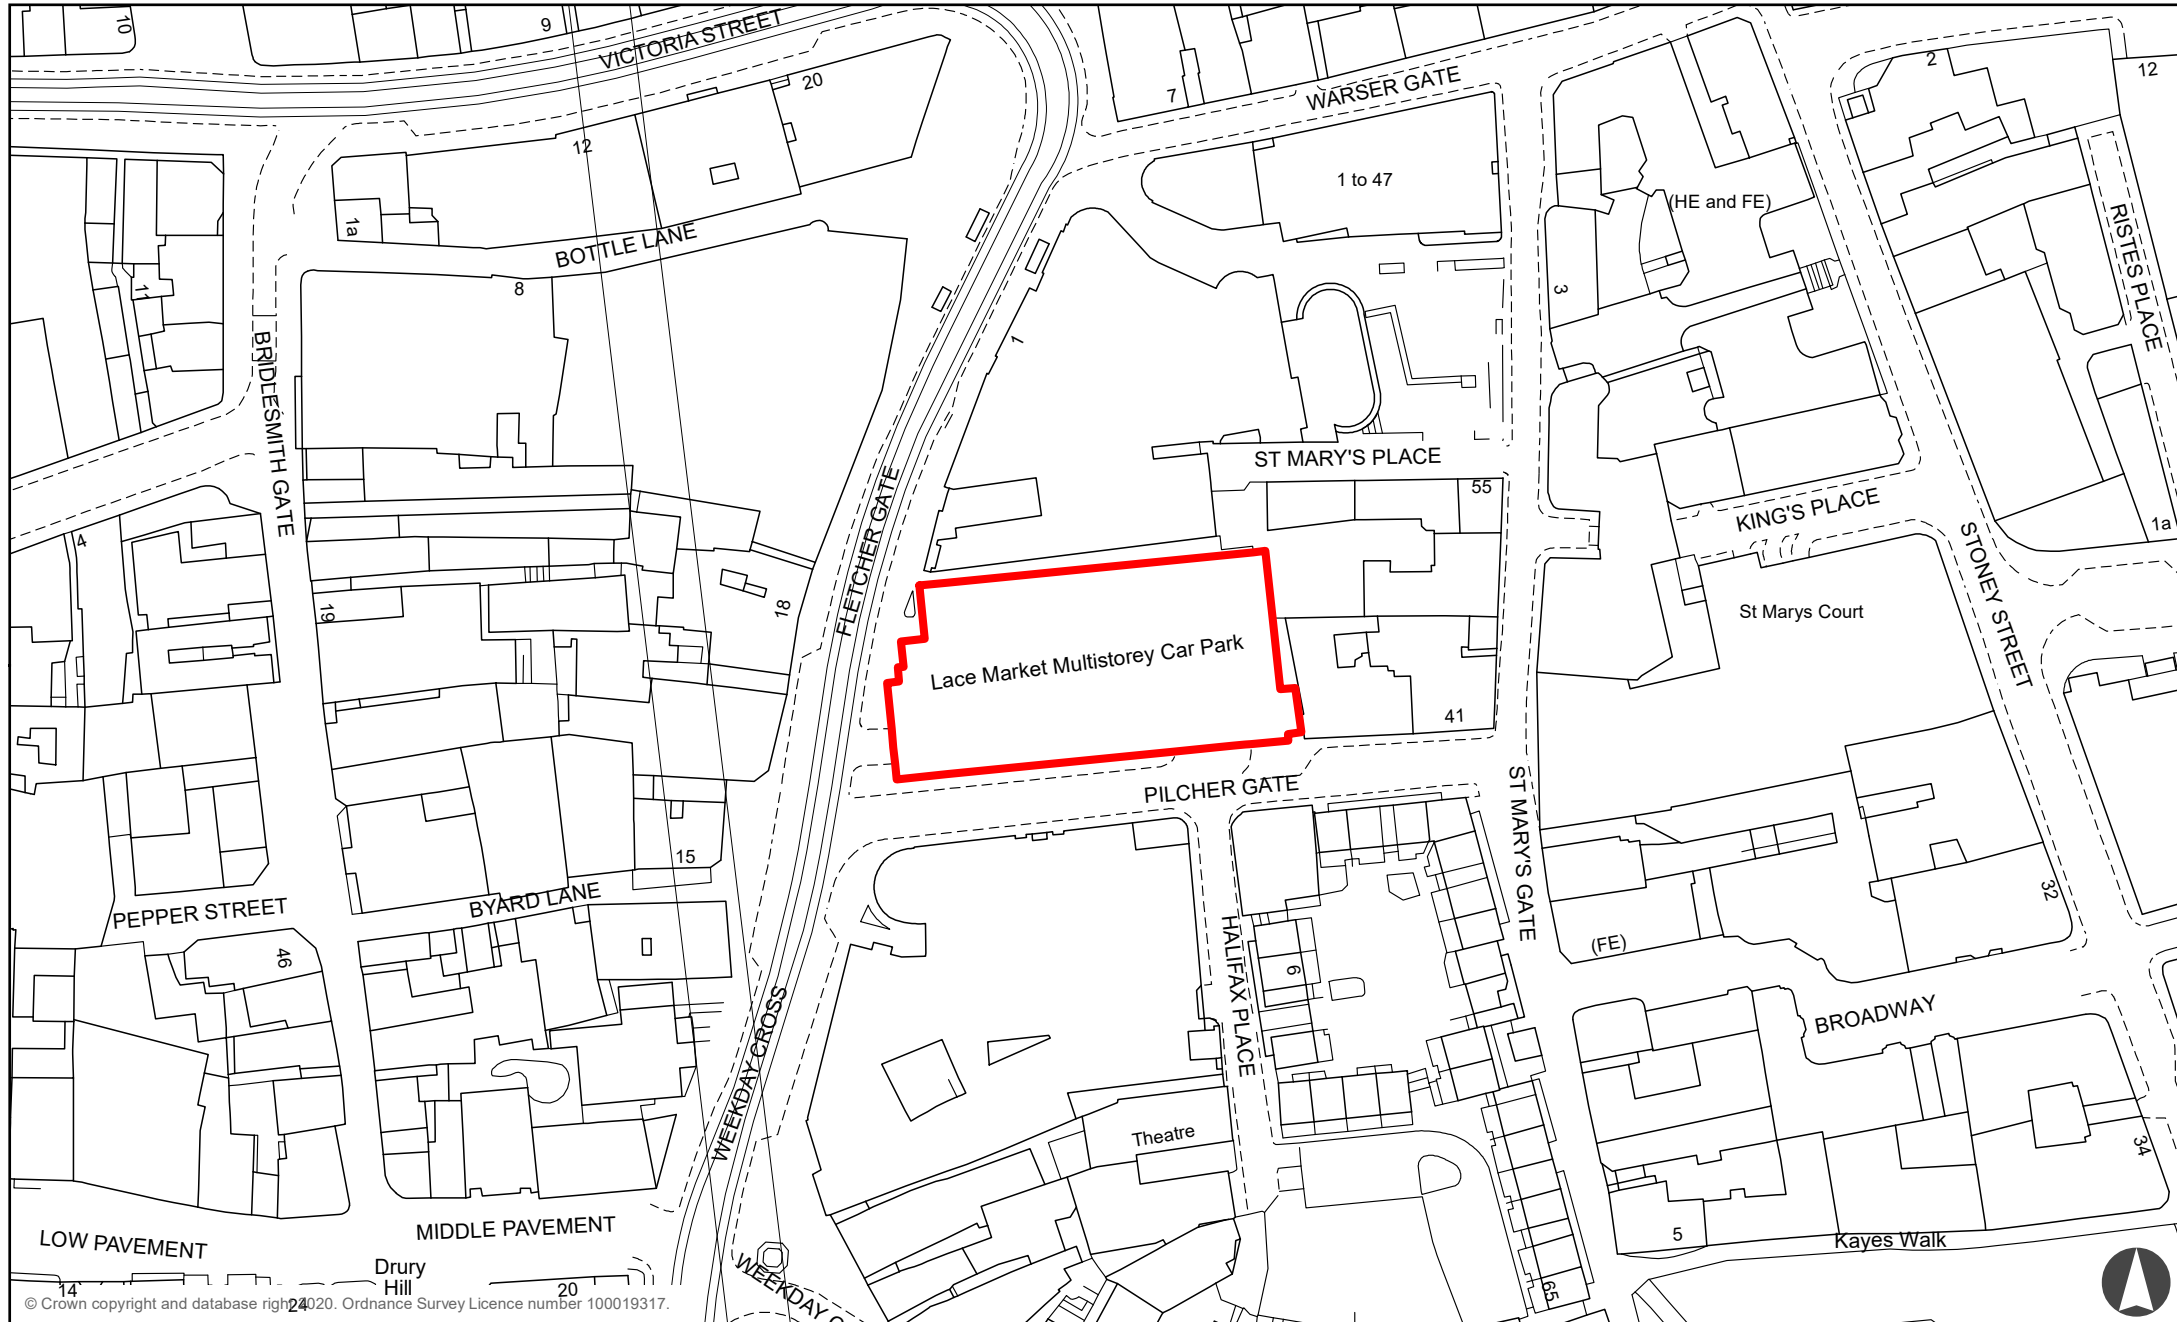 10
9
VICTORIA STREET
20
12
7
WARSER GATE
2
12
1 to 47
(HE and FE)
RISTES PLACE
1a
BOTTLE LANE
8
11
3
1
BRIDLESMITH GATE
FLETCHER GATE
ST MARY'S PLACE
55
KING'S PLACE
1a
STONEY STREET
4
19
18
St Marys Court
Lace Market Multistorey Car Park
41
PILCHER GATE
ST MARY'S GATE
15
BYARD LANE
PEPPER STREET
46
32
(FE)
HALIFAX PLACE
6
BROADWAY
WEEKDAY CROSS
Theatre
34
LOW PAVEMENT
MIDDLE PAVEMENT
5
Kayes Walk
Drury
Hill
14
24
20
65
WEEKDAY C
© Crown copyright and database right 2020. Ordnance Survey Licence number 100019317.